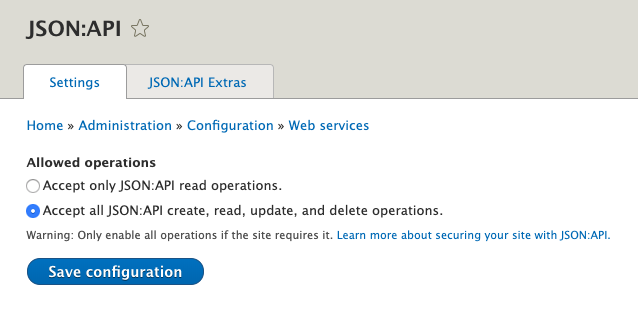 JSON:API
Settings
JSON:API Extras
Home » Administration » Configuration » Web services
Allowed operations
Accept only JSON:API read operations.
Accept all JSON:API create, read, update, and delete operations.
Warning: Only enable all operations if the site requires it. Learn more about securing your site with JSON:API.
Save configuration